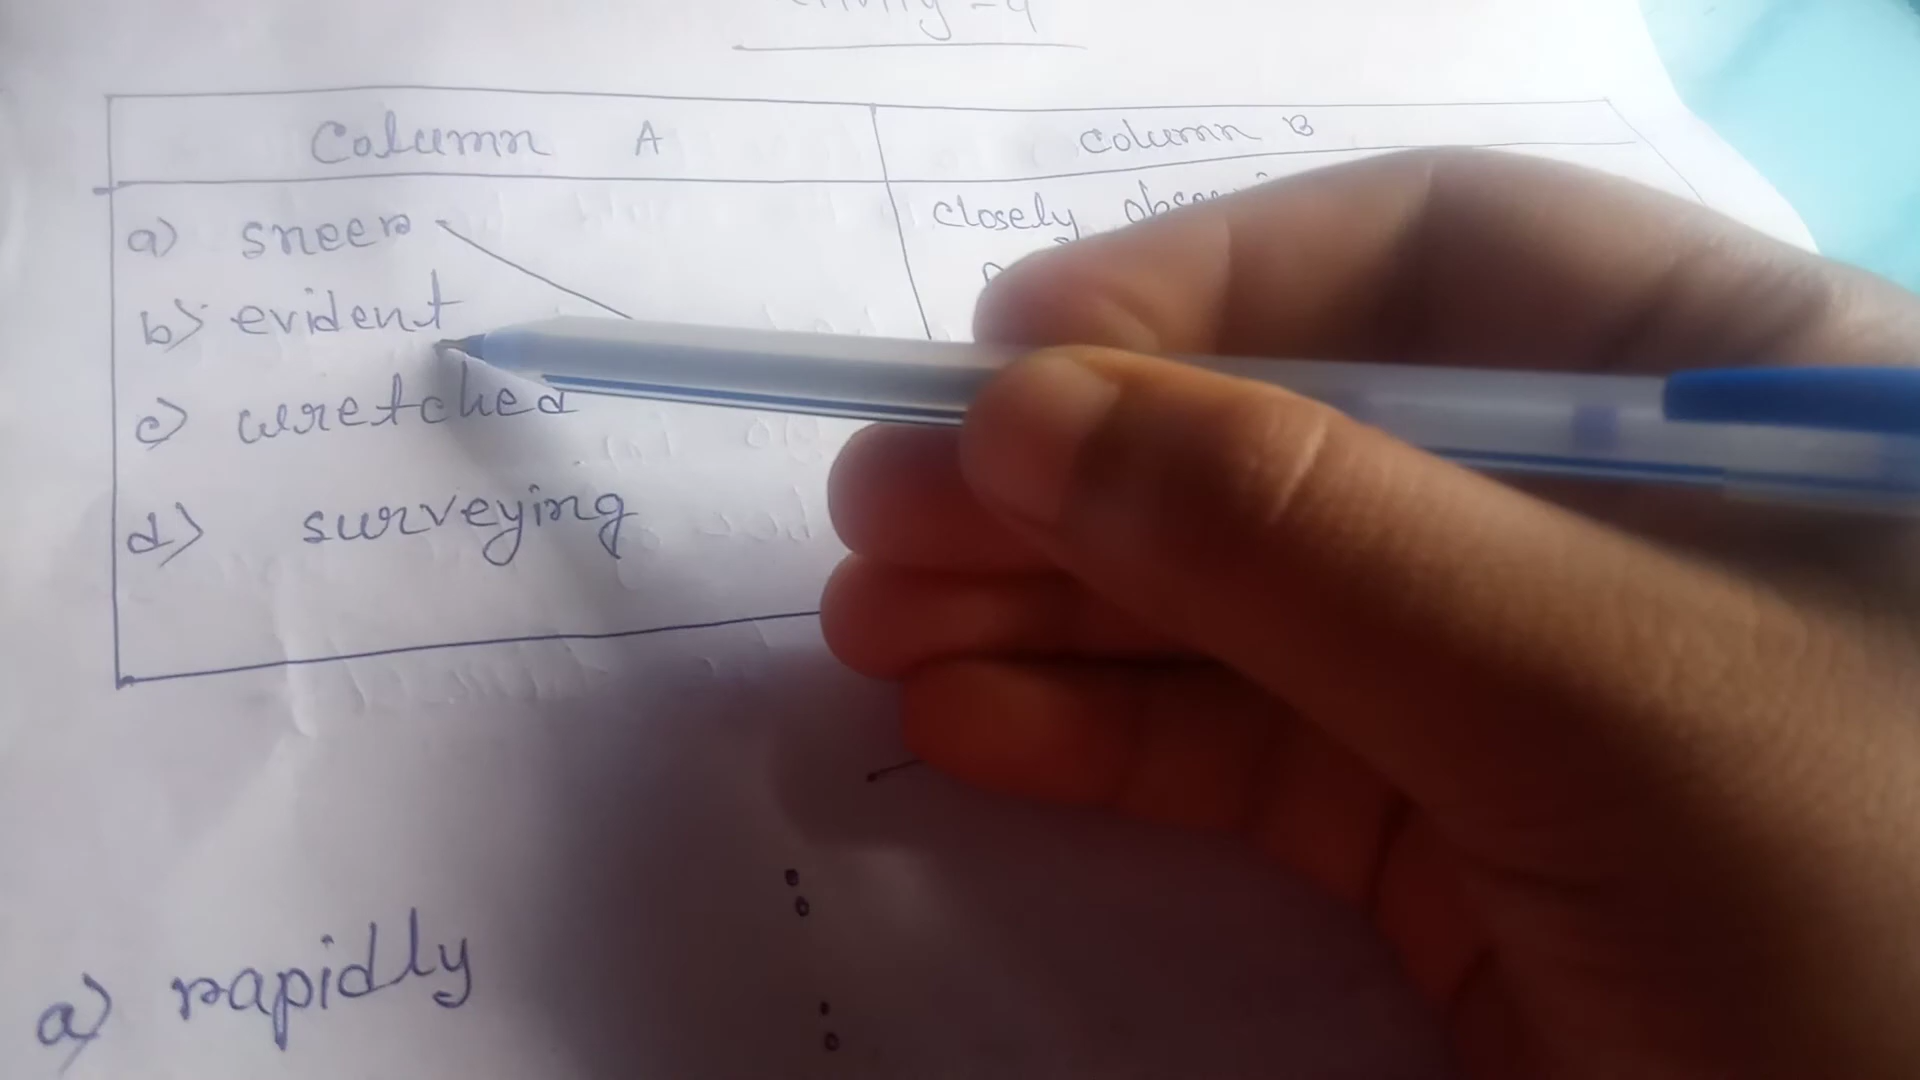 Column A
Column B
a) sneer
closely
b) evident
c) wretched
d) surveying
a) rapidly